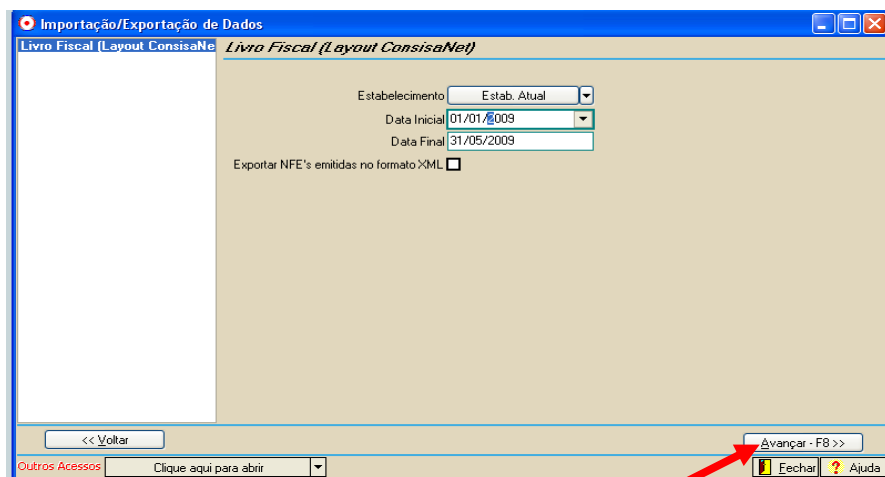 Importação/Exportação de Dados
Livro Fiscal (Layout ConsisaNe
Livro Fiscal (Layout ConsisaNet)
Estabelecimento Estab. Atual
Data Inicial 01/01/2009
Data Final 31/05/2009
Exportar NFE's emitidas no formato XML
<< Voltar
Avançar - F8 >>
Outros Acessos Clique aqui para abrir
Fechar ? Ajuda